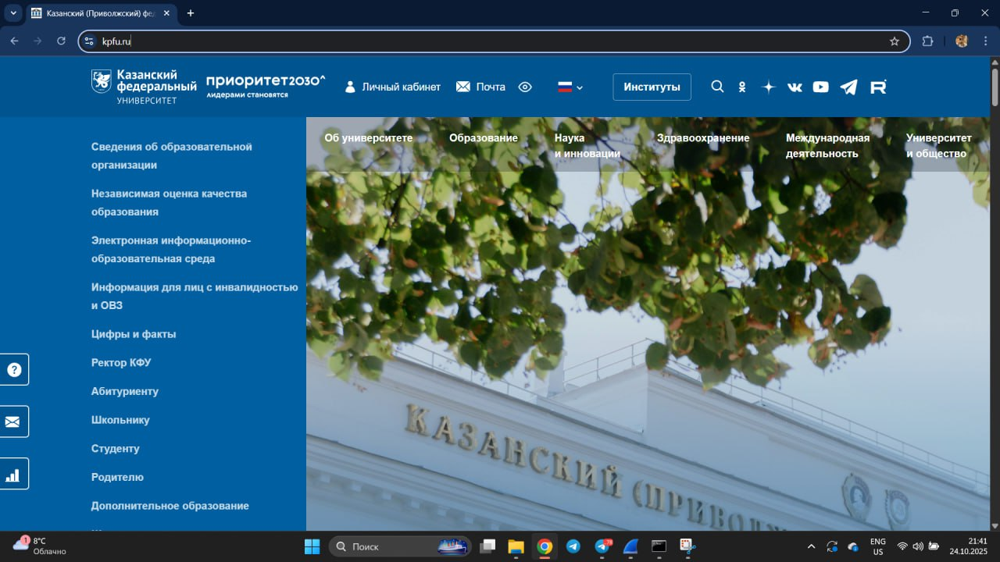 Казанский (Приволжский) фед
kpfu.ru
Казанский
федеральный
УНИВЕРСИТЕТ
приоритет2030^
лидерами становятся
Личный кабинет
Почта
Институты
Об университете
Образование
Наука
и инновации
Здравоохранение
Международная
деятельность
Университет
и общество
Сведения об образовательной
организации
Независимая оценка качества
образования
Электронная информационно-
образовательная среда
Информация для лиц с инвалидностью
и ОВЗ
Цифры и факты
Ректор КФУ
Абитуриенту
Школьнику
Студенту
Родителю
Дополнительное образование
КАЗАНСКИЙ (ПРИВОЛЖ
1
8°C
Облачно
Поиск
ENG
US
21:41
24.10.2025